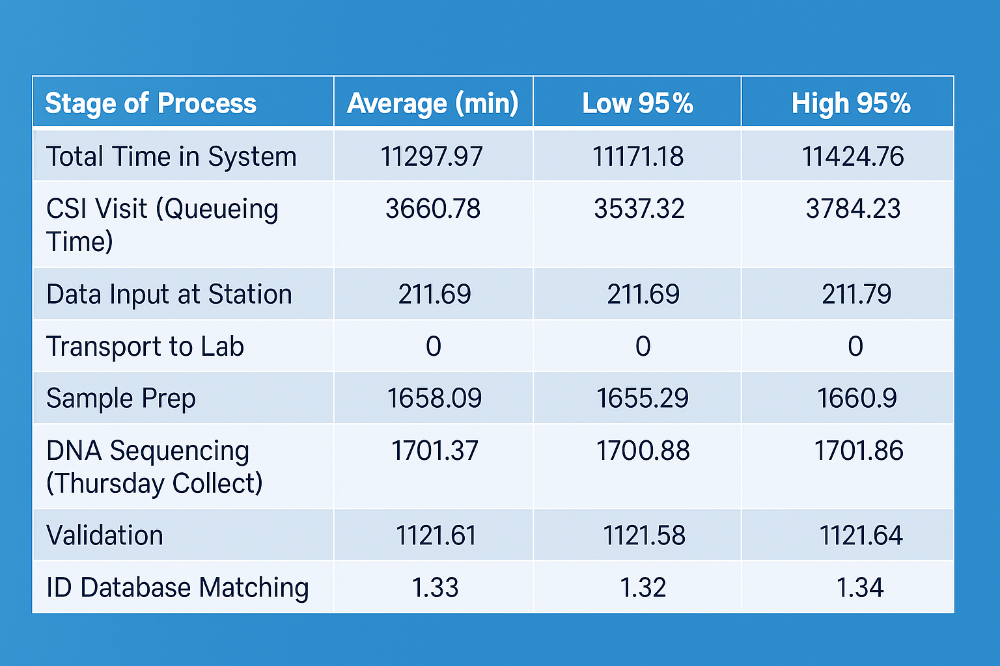 Stage of Process Average (min) Low 95% High 95%
Total Time in System 11297.97 11171.18 11424.76
CSI Visit (Queueing 3660.78 3537.32 3784.23
Time)
Data Input at Station 211.69 211.69 211.79
Transport to Lab 0 0 0
Sample Prep 1658.09 1655.29 1660.9
DNA Sequencing 1701.37 1700.88 1701.86
(Thursday Collect)
Validation 1121.61 1121.58 1121.64
ID Database Matching 1.33 1.32 1.34